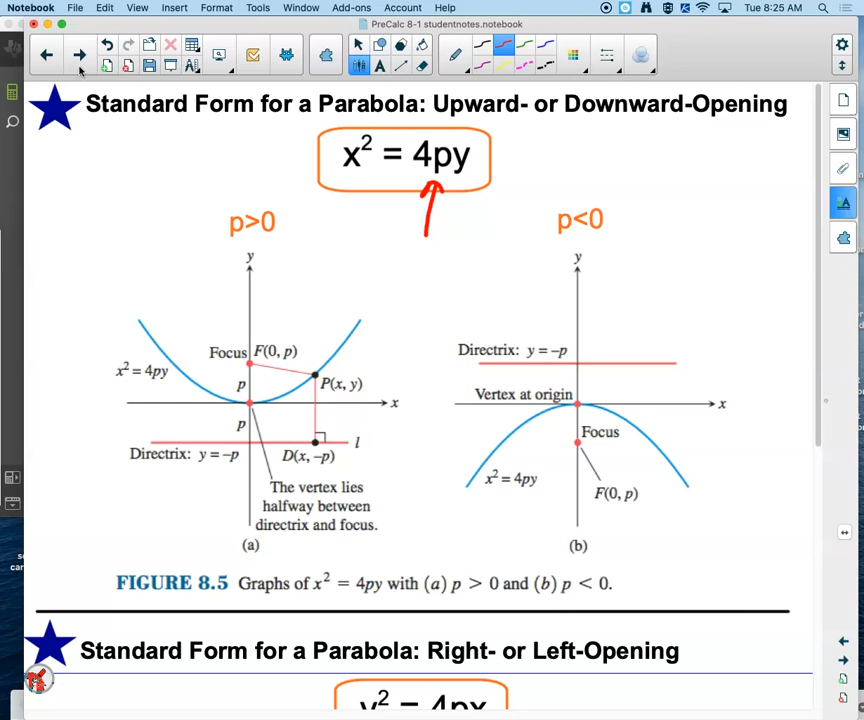 Notebook File Edit View Insert Format Tools Window Add-ons Account Help Tue 8:25 AM
PreCalc 8-1 studentnotes.notebook
Standard Form for a Parabola: Upward- or Downward-Opening
x² = 4py
p>0
p<0
y
Focus F(0, p)
x² = 4py
p
P(x, y)
x
p
Directrix: y = −p
D(x, −p)
l
The vertex lies
halfway between
directrix and focus.
(a)
y
Directrix: y = −p
Vertex at origin
x
Focus
x² = 4py
F(0, p)
(b)
FIGURE 8.5 Graphs of x² = 4py with (a) p > 0 and (b) p < 0.
Standard Form for a Parabola: Right- or Left-Opening
y² = 4px